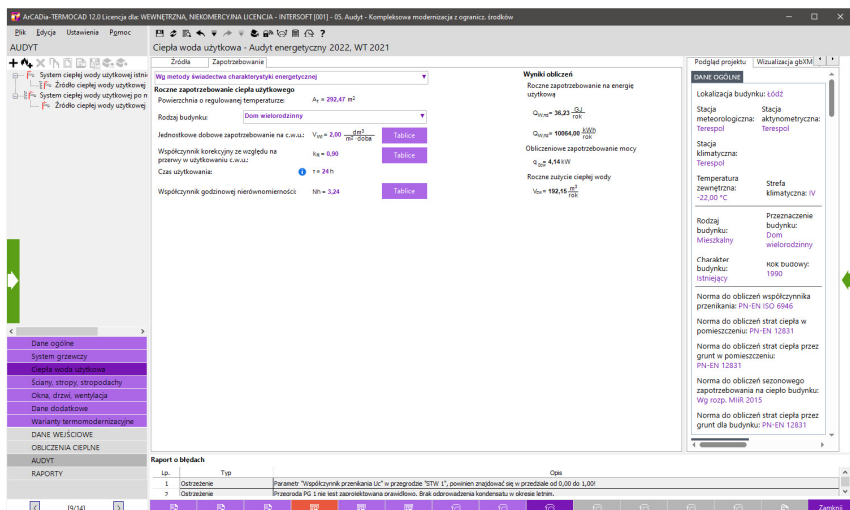 ArCADia-TERMOCAD 12.0 Licencja dla: WEWNĘTRZNA, NIEKOMERCYJNA LICENCJA - INTERSOFT [001] - 05. Audyt - Kompleksowa modernizacja z ogranicz. środków
Plik Edycja Ustawienia Pomoc
AUDYT
Ciepła woda użytkowa - Audyt energetyczny 2022, WT 2021
System ciepłej wody użytkowej istni
Źródło ciepłej wody użytkowej
System ciepłej wody użytkowej po m
Źródło ciepłej wody użytkowej
Źródła Zapotrzebowanie
Wg metody świadectwa charakterystyki energetycznej
Roczne zapotrzebowanie ciepła użytkowego
Powierzchnia o regulowanej temperaturze: Af = 292,47 m²
Rodzaj budynku: Dom wielorodzinny
Jednostkowe dobowe zapotrzebowanie na c.w.u.: VWi = 2,00 dm³/m²·doba Tablice
Współczynnik korekcyjny ze względu na przerwy w użytkowaniu c.w.u.: kR = 0,90 Tablice
Czas użytkowania: τ = 24 h
Współczynnik godzinowej nierównomierności: Nh = 3,24 Tablice
Wyniki obliczeń
Roczne zapotrzebowanie na energię
użytkową
QW,nd = 36,23 GJ/rok
QW,nd = 10064,00 kWh/rok
Obliczeniowe zapotrzebowanie mocy
4,14 kW
Roczne zużycie ciepłej wody
192,15 m³/rok
Podgląd projektu Wizualizacja gbXM
DANE OGÓLNE
Lokalizacja budynku: Łódź
Stacja meteorologiczna: Terespol
Stacja aktynometryczna: Terespol
Stacja klimatyczna: Terespol
Temperatura zewnętrzna: -22,00 °C
Strefa klimatyczna: IV
Rodzaj budynku: Mieszkalny
Przeznaczenie budynku: Dom wielorodzinny
Charakter budynku: Istniejący
Rok budowy: 1990
Norma do obliczeń współczynnika
przenikania: PN-EN ISO 6946
Norma do obliczeń strat ciepła w
pomieszczeniu: PN-EN 12831
Norma do obliczeń strat ciepła przez
grunt w pomieszczeniu:
PN-EN 12831
Norma do obliczeń sezonowego
zapotrzebowania na ciepło budynku:
Wg rozp. MIiR 2015
Norma do obliczeń strat ciepła przez
grunt dla budynku: PN-EN 12831
Dane ogólne
System grzewczy
Ciepła woda użytkowa
Ściany, stropy, stropodachy
Okna, drzwi, wentylacja
Dane dodatkowe
Warianty termomodernizacyjne
DANE WEJŚCIOWE
OBLICZENIA CIEPLNE
AUDYT
RAPORTY
Raport o błędach
Lp. Typ Opis
1 Ostrzeżenie Parametr "Współczynnik przenikania Uc" w przegrodzie "STW 1", powinien znajdować się w przedziale od 0,00 do 1,00!
2 Ostrzeżenie Przegroda PG 1 nie jest zaprojektowana prawidłowo. Brak odprowadzenia kondensatu w okresie letnim.
< [9/14] > Zamknij